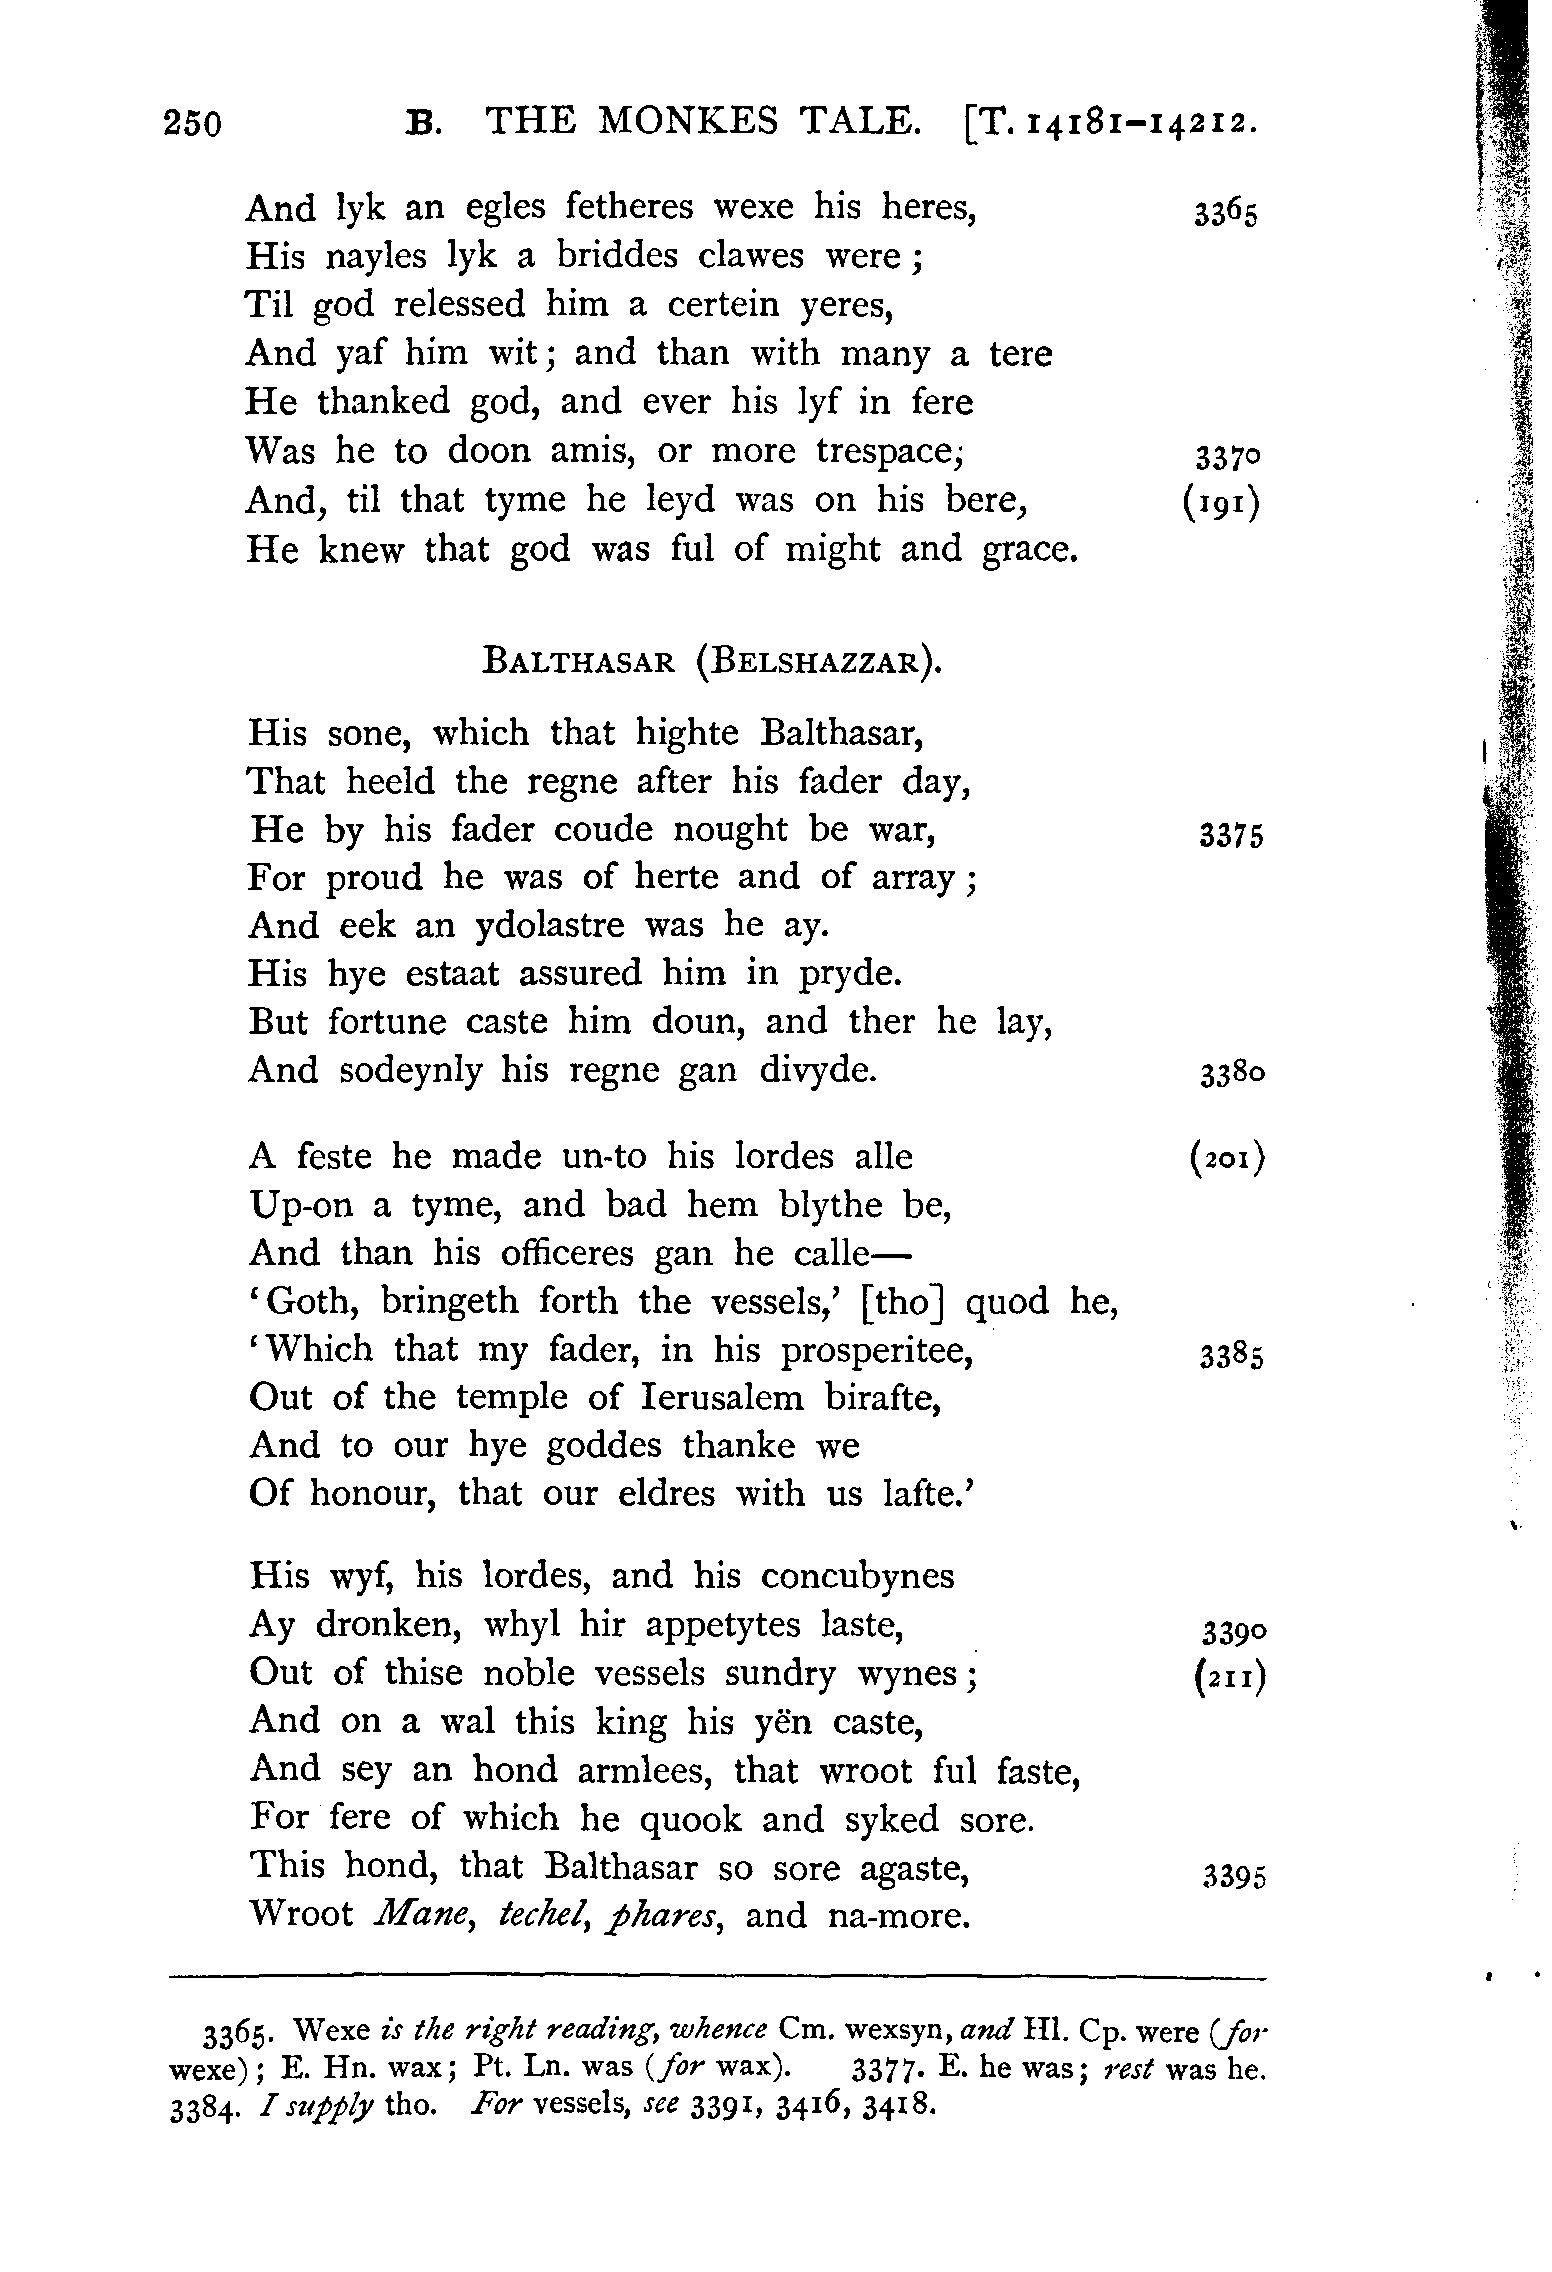 250 B. THE MONKES TALE. [T. 14181–14212.
And lyk an egles fetheres wexe his heres, 3365
His nayles lyk a briddes clawes were ;
Til god relessed him a certein yeres,
And yaf him wit ; and than with many a tere
He thanked god, and ever his lyf in fere
Was he to doon amis, or more trespace; 3370
And, til that tyme he leyd was on his bere, (191)
He knew that god was ful of might and grace.
BALTHASAR (BELSHAZZAR).
His sone, which that highte Balthasar,
That heeld the regne after his fader day,
He by his fader coude nought be war, 3375
For proud he was of herte and of array ;
And eek an ydolastre was he ay.
His hye estaat assured him in pryde.
But fortune caste him doun, and ther he lay,
And sodeynly his regne gan divyde. 3380
A feste he made un-to his lordes alle (201)
Up-on a tyme, and bad hem blythe be,
And than his officeres gan he calle—
‘Goth, bringeth forth the vessels,’ [tho] quod he,
‘Which that my fader, in his prosperitee, 3385
Out of the temple of Ierusalem birafte,
And to our hye goddes thanke we
Of honour, that our eldres with us lafte.’
His wyf, his lordes, and his concubynes
Ay dronken, whyl hir appetytes laste, 3390
Out of thise noble vessels sundry wynes ; (211)
And on a wal this king his yën caste,
And sey an hond armlees, that wroot ful faste,
For fere of which he quook and syked sore.
This hond, that Balthasar so sore agaste, 3395
Wroot Mane, techel, phares, and na-more.
3365. Wexe is the right reading, whence Cm. wexsyn, and Hl. Cp. were (for
wexe) ; E. Hn. wax ; Pt. Ln. was (for wax). 3377. E. he was ; rest was he.
3384. I supply tho. For vessels, see 3391, 3416, 3418.